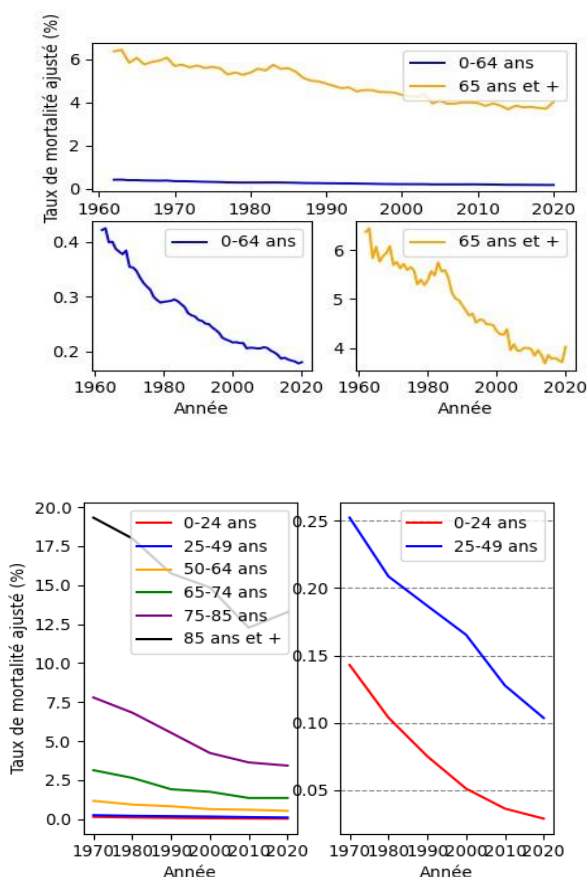 Taux de mortalité ajusté (%)
6
4
2
0
0-64 ans
65 ans et +
1960 1970 1980 1990 2000 2010 2020
0.4
0.3
0.2
0-64 ans
1960 1980 2000 2020
Année
6
5
4
65 ans et +
1960 1980 2000 2020
Année
Taux de mortalité ajusté (%)
20.0
17.5
15.0
12.5
10.0
7.5
5.0
2.5
0.0
0-24 ans
25-49 ans
50-64 ans
65-74 ans
75-85 ans
85 ans et +
1970 1980 1990 2000 2010 2020
Année
0.25
0.20
0.15
0.10
0.05
0-24 ans
25-49 ans
1970 1980 1990 2000 2010 2020
Année